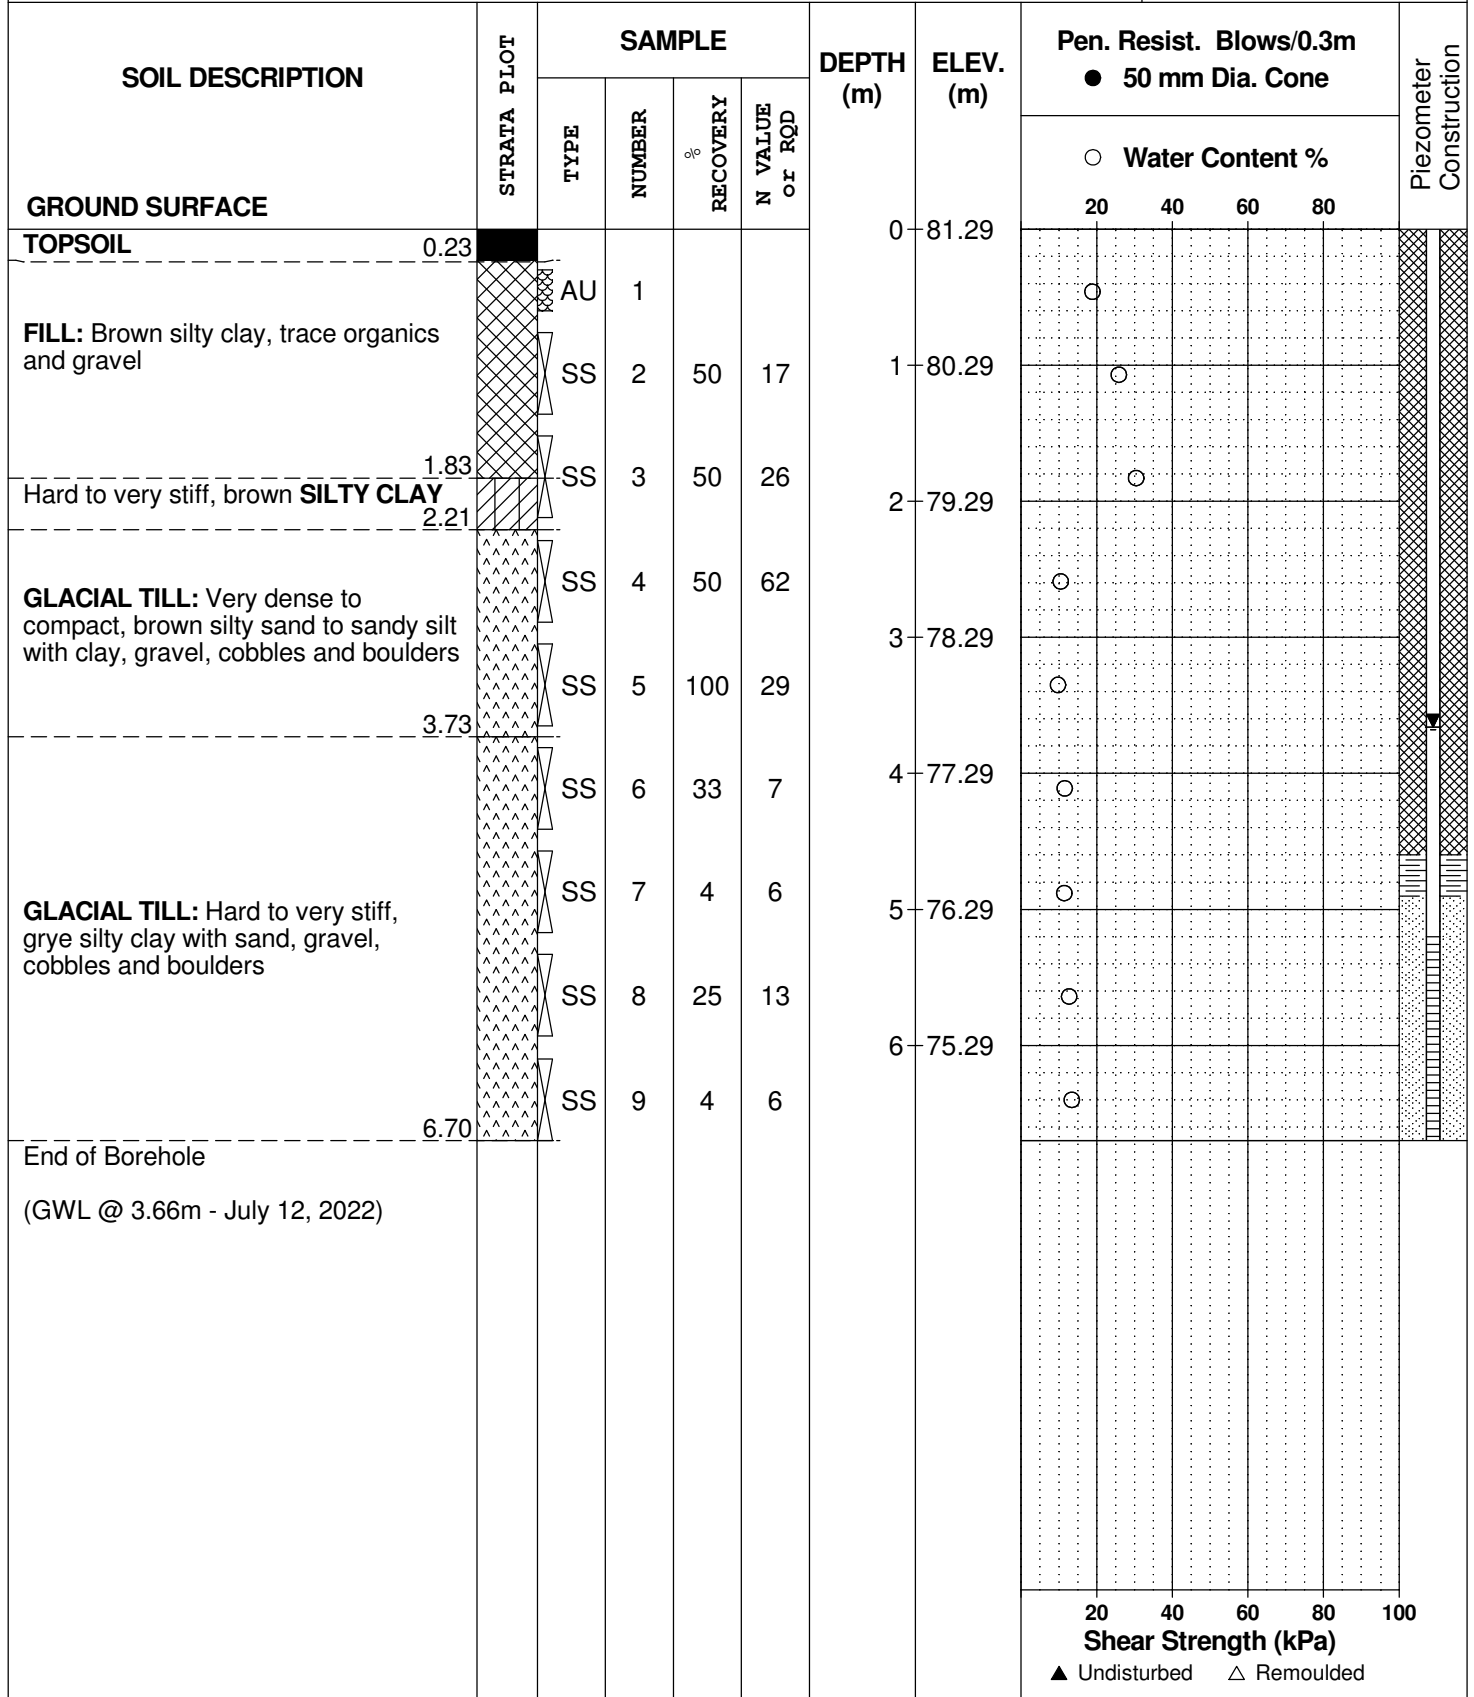 SOIL DESCRIPTION
GROUND SURFACE
STRATA PLOT
SAMPLE
TYPE
NUMBER
%
RECOVERY
N VALUE
or RQD
DEPTH
(m)
ELEV.
(m)
Pen. Resist. Blows/0.3m
● 50 mm Dia. Cone
○ Water Content %
20 40 60 80
Piezometer
Construction
TOPSOIL 0.23
0 81.29
AU 1
FILL: Brown silty clay, trace organics
and gravel
1 80.29
SS 2 50 17
1.83
SS 3 50 26
Hard to very stiff, brown SILTY CLAY
2.21
2 79.29
SS 4 50 62
GLACIAL TILL: Very dense to
compact, brown silty sand to sandy silt
with clay, gravel, cobbles and boulders
3 78.29
SS 5 100 29
3.73
4 77.29
SS 6 33 7
SS 7 4 6
GLACIAL TILL: Hard to very stiff,
grye silty clay with sand, gravel,
cobbles and boulders
5 76.29
SS 8 25 13
6 75.29
SS 9 4 6
6.70
End of Borehole
(GWL @ 3.66m - July 12, 2022)
20 40 60 80 100
Shear Strength (kPa)
▲ Undisturbed △ Remoulded